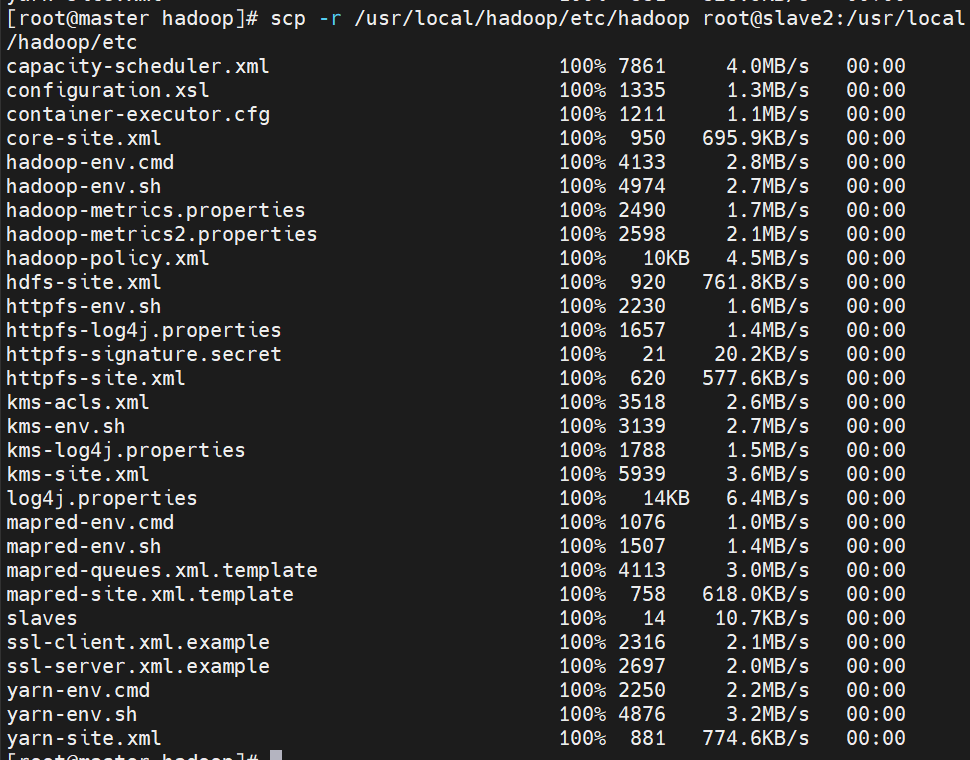 [root@master hadoop]# scp -r /usr/local/hadoop/etc/hadoop root@slave2:/usr/local
/hadoop/etc
capacity-scheduler.xml 100% 7861 4.0MB/s 00:00
configuration.xsl 100% 1335 1.3MB/s 00:00
container-executor.cfg 100% 1211 1.1MB/s 00:00
core-site.xml 100% 950 695.9KB/s 00:00
hadoop-env.cmd 100% 4133 2.8MB/s 00:00
hadoop-env.sh 100% 4974 2.7MB/s 00:00
hadoop-metrics.properties 100% 2490 1.7MB/s 00:00
hadoop-metrics2.properties 100% 2598 2.1MB/s 00:00
hadoop-policy.xml 100% 10KB 4.5MB/s 00:00
hdfs-site.xml 100% 920 761.8KB/s 00:00
httpfs-env.sh 100% 2230 1.6MB/s 00:00
httpfs-log4j.properties 100% 1657 1.4MB/s 00:00
httpfs-signature.secret 100% 21 20.2KB/s 00:00
httpfs-site.xml 100% 620 577.6KB/s 00:00
kms-acls.xml 100% 3518 2.6MB/s 00:00
kms-env.sh 100% 3139 2.7MB/s 00:00
kms-log4j.properties 100% 1788 1.5MB/s 00:00
kms-site.xml 100% 5939 3.6MB/s 00:00
log4j.properties 100% 14KB 6.4MB/s 00:00
mapred-env.cmd 100% 1076 1.0MB/s 00:00
mapred-env.sh 100% 1507 1.4MB/s 00:00
mapred-queues.xml.template 100% 4113 3.0MB/s 00:00
mapred-site.xml.template 100% 758 618.0KB/s 00:00
slaves 100% 14 10.7KB/s 00:00
ssl-client.xml.example 100% 2316 2.1MB/s 00:00
ssl-server.xml.example 100% 2697 2.0MB/s 00:00
yarn-env.cmd 100% 2250 2.2MB/s 00:00
yarn-env.sh 100% 4876 3.2MB/s 00:00
yarn-site.xml 100% 881 774.6KB/s 00:00
[root@master hadoop]#